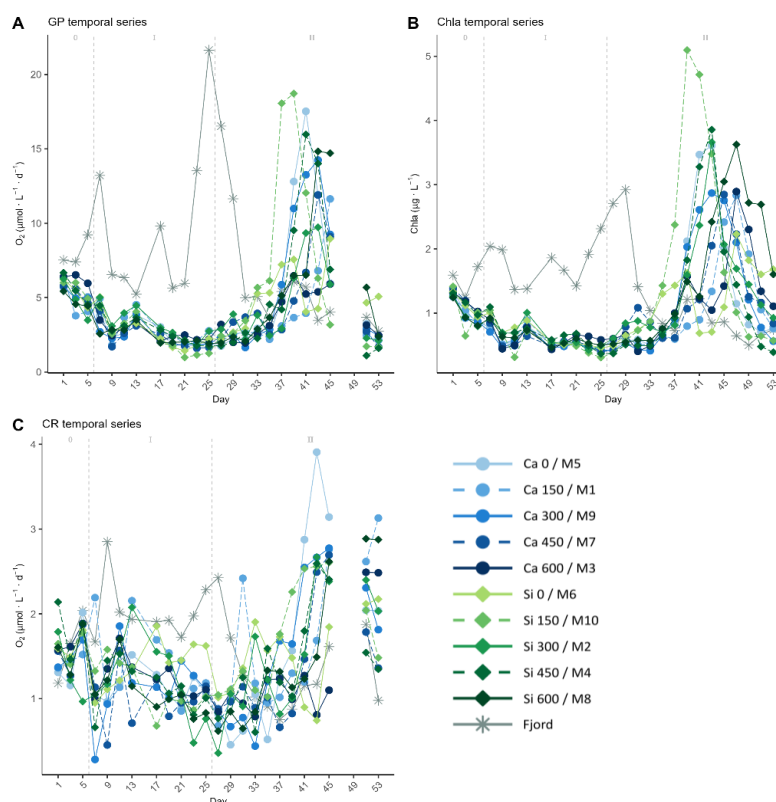 A GP temporal series
0 I II
O₂ (μmol · L⁻¹ · d⁻¹)
20
15
10
5
0
1 5 9 13 17 21 25 29 33 37 41 45 49 53
Day
B Chla temporal series
0 I II
Chla (μg · L⁻¹)
5
4
3
2
1
1 5 9 13 17 21 25 29 33 37 41 45 49 53
Day
C CR temporal series
0 I II
O₂ (μmol · L⁻¹ · d⁻¹)
4
3
2
1
1 5 9 13 17 21 25 29 33 37 41 45 49 53
Day
Ca 0 / M5
Ca 150 / M1
Ca 300 / M9
Ca 450 / M7
Ca 600 / M3
Si 0 / M6
Si 150 / M10
Si 300 / M2
Si 450 / M4
Si 600 / M8
Fjord